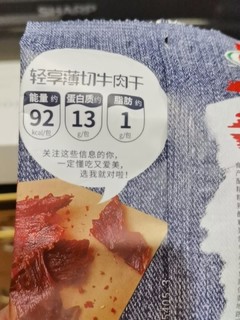 SHARP
轻享薄切牛肉干
能量约 蛋白质约 脂肪约
92 13 1
kcal/包 g/包 g/包
关注这些信息的你，
一定懂吃又爱美，
选我就对啦！